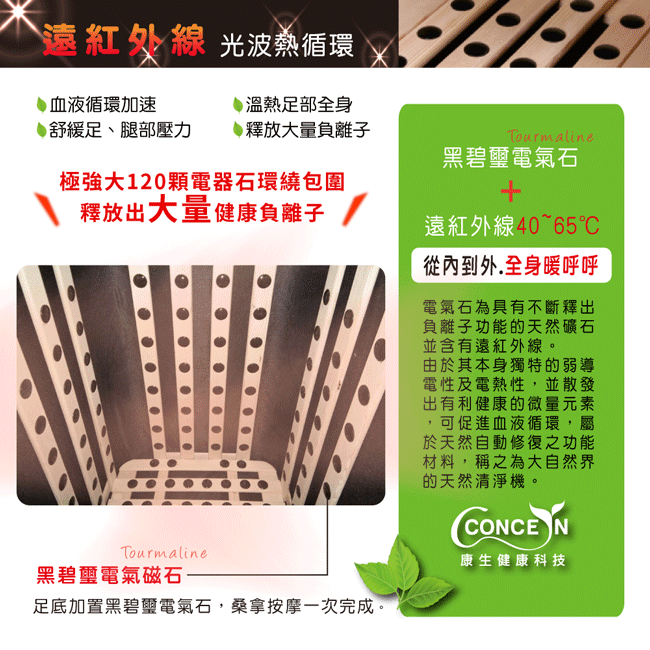 遠紅外線 光波熱循環
血液循環加速
溫熱足部全身
舒緩足、腿部壓力
釋放大量負離子
極強大120顆電器石環繞包圍
釋放出大量健康負離子
Tourmaline
黑碧璽電氣石
+
遠紅外線40~65℃
從內到外.全身暖呼呼
電氣石為具有不斷釋出
負離子功能的天然礦石
並含有遠紅外線。
由於其本身獨特的弱導
電性及電熱性，並散發
出有利健康的微量元素
，可促進血液循環，屬
於天然自動修復之功能
材料，稱之為大自然界
的天然清淨機。
CONCERN
康生健康科技
Tourmaline
黑碧璽電氣磁石
足底加置黑碧璽電氣石，桑拿按摩一次完成。